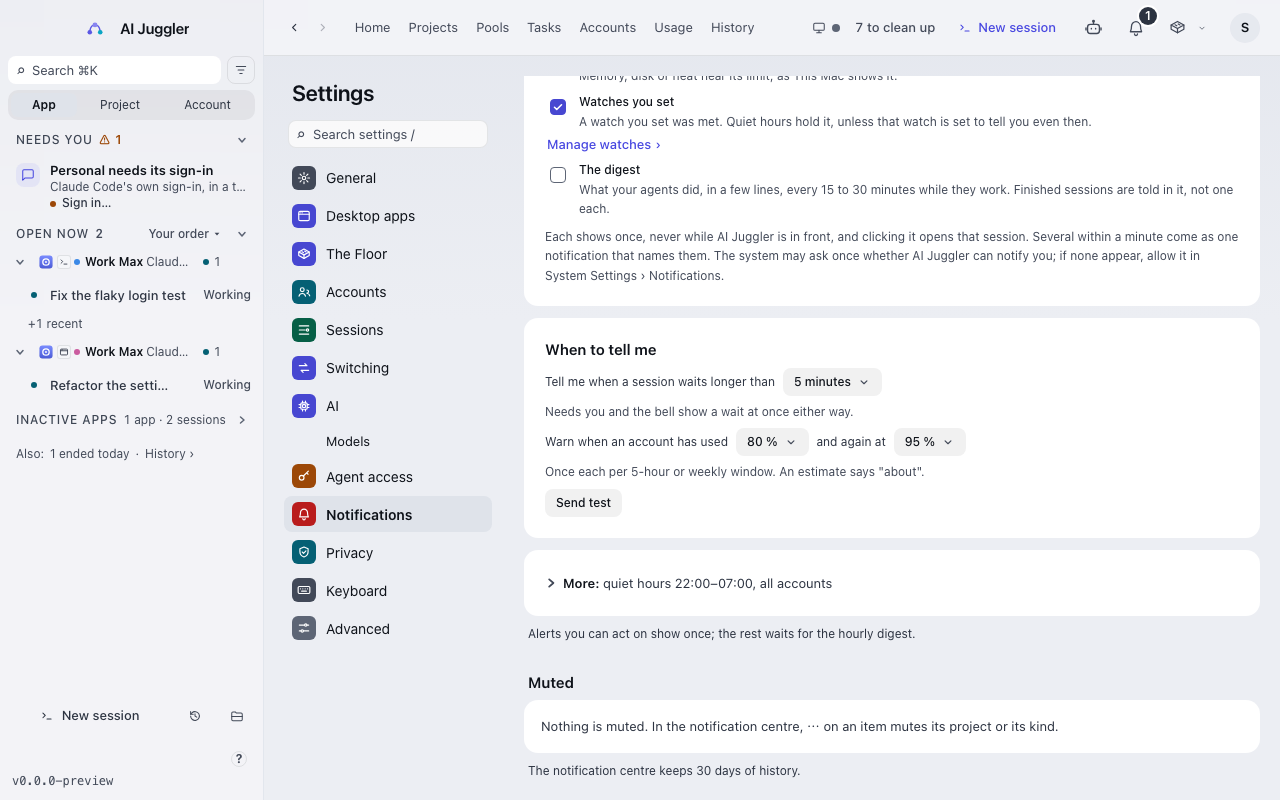 AI Juggler
Search ⌘K
App Project Account
NEEDS YOU 1
Personal needs its sign-in
Claude Code's own sign-in, in a t…
Sign in…
OPEN NOW 2 Your order
Work Max Claud… 1
Fix the flaky login test Working
+1 recent
Work Max Claud… 1
Refactor the setti… Working
INACTIVE APPS 1 app · 2 sessions
Also: 1 ended today · History ›
New session
?
v0.0.0-preview
Home Projects Pools Tasks Accounts Usage History
7 to clean up
New session
1
S
Settings
Search settings /
General
Desktop apps
The Floor
Accounts
Sessions
Switching
AI
Models
Agent access
Notifications
Privacy
Keyboard
Advanced
Memory, disk or heat near its limit, as This Mac shows it.
Watches you set
A watch you set was met. Quiet hours hold it, unless that watch is set to tell you even then.
Manage watches ›
The digest
What your agents did, in a few lines, every 15 to 30 minutes while they work. Finished sessions are told in it, not one
each.
Each shows once, never while AI Juggler is in front, and clicking it opens that session. Several within a minute come as one
notification that names them. The system may ask once whether AI Juggler can notify you; if none appear, allow it in
System Settings › Notifications.
When to tell me
Tell me when a session waits longer than 5 minutes
Needs you and the bell show a wait at once either way.
Warn when an account has used 80 % and again at 95 %
Once each per 5-hour or weekly window. An estimate says "about".
Send test
More: quiet hours 22:00–07:00, all accounts
Alerts you can act on show once; the rest waits for the hourly digest.
Muted
Nothing is muted. In the notification centre, ··· on an item mutes its project or its kind.
The notification centre keeps 30 days of history.